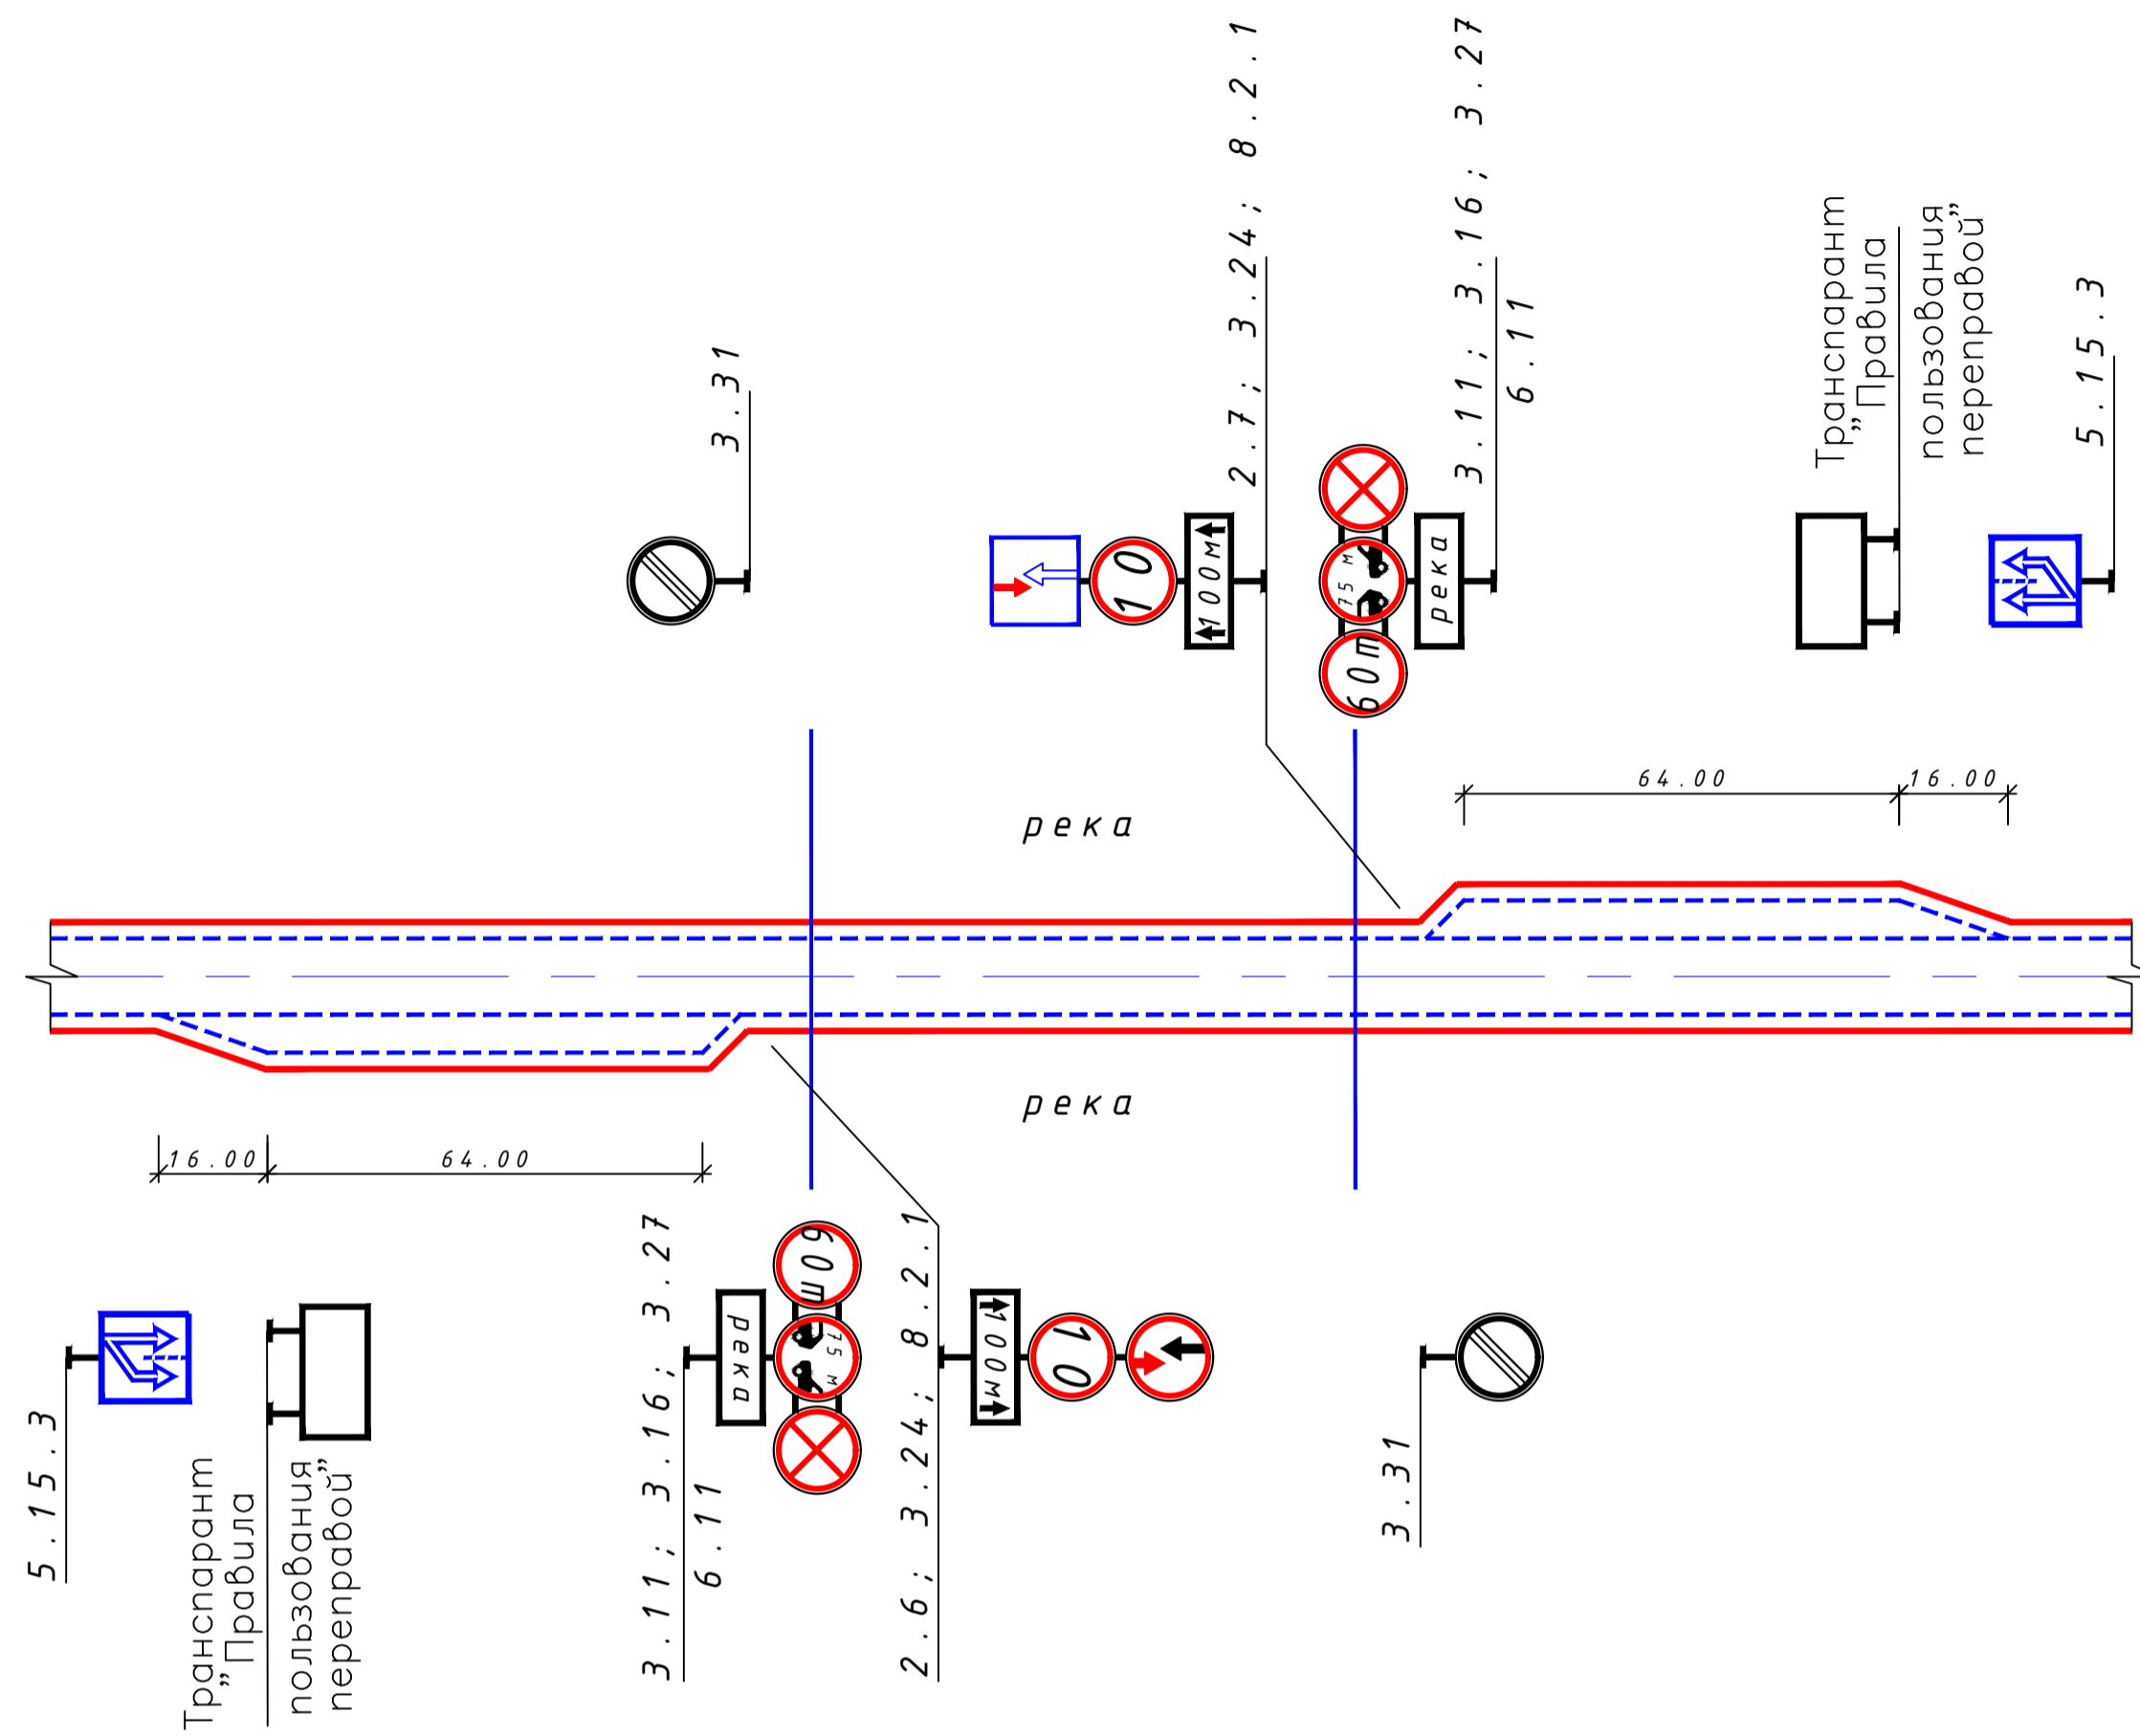 3.31
2.7; 3.24; 8.2.1
10
100м
3.11; 3.16; 3.27
6.11
60т
75 м
река
Транспарант
„Правила
пользования
переправой”
5.15.3
64.00
16.00
река
река
16.00
64.00
5.15.3
Транспарант
„Правила
пользования
переправой”
3.11; 3.16; 3.27
6.11
река
60т
75 м
2.6; 3.24; 8.2.1
100м
10
3.31